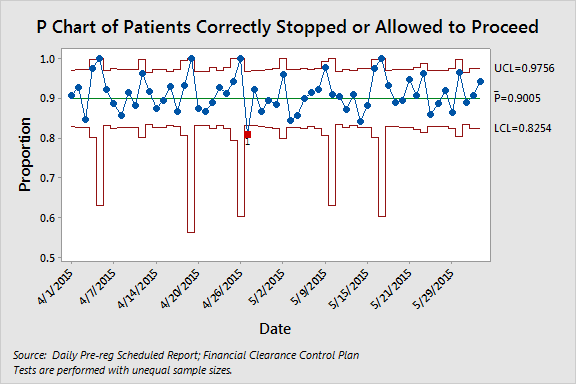 P Chart of Patients Correctly Stopped or Allowed to Proceed
1.0
0.9
0.8
0.7
0.6
0.5
Proportion
UCL=0.9756
P̅=0.9005
LCL=0.8254
1
4/1/2015
4/7/2015
4/14/2015
4/20/2015
4/26/2015
5/2/2015
5/9/2015
5/15/2015
5/21/2015
5/29/2015
Date
Source: Daily Pre-reg Scheduled Report; Financial Clearance Control Plan
Tests are performed with unequal sample sizes.